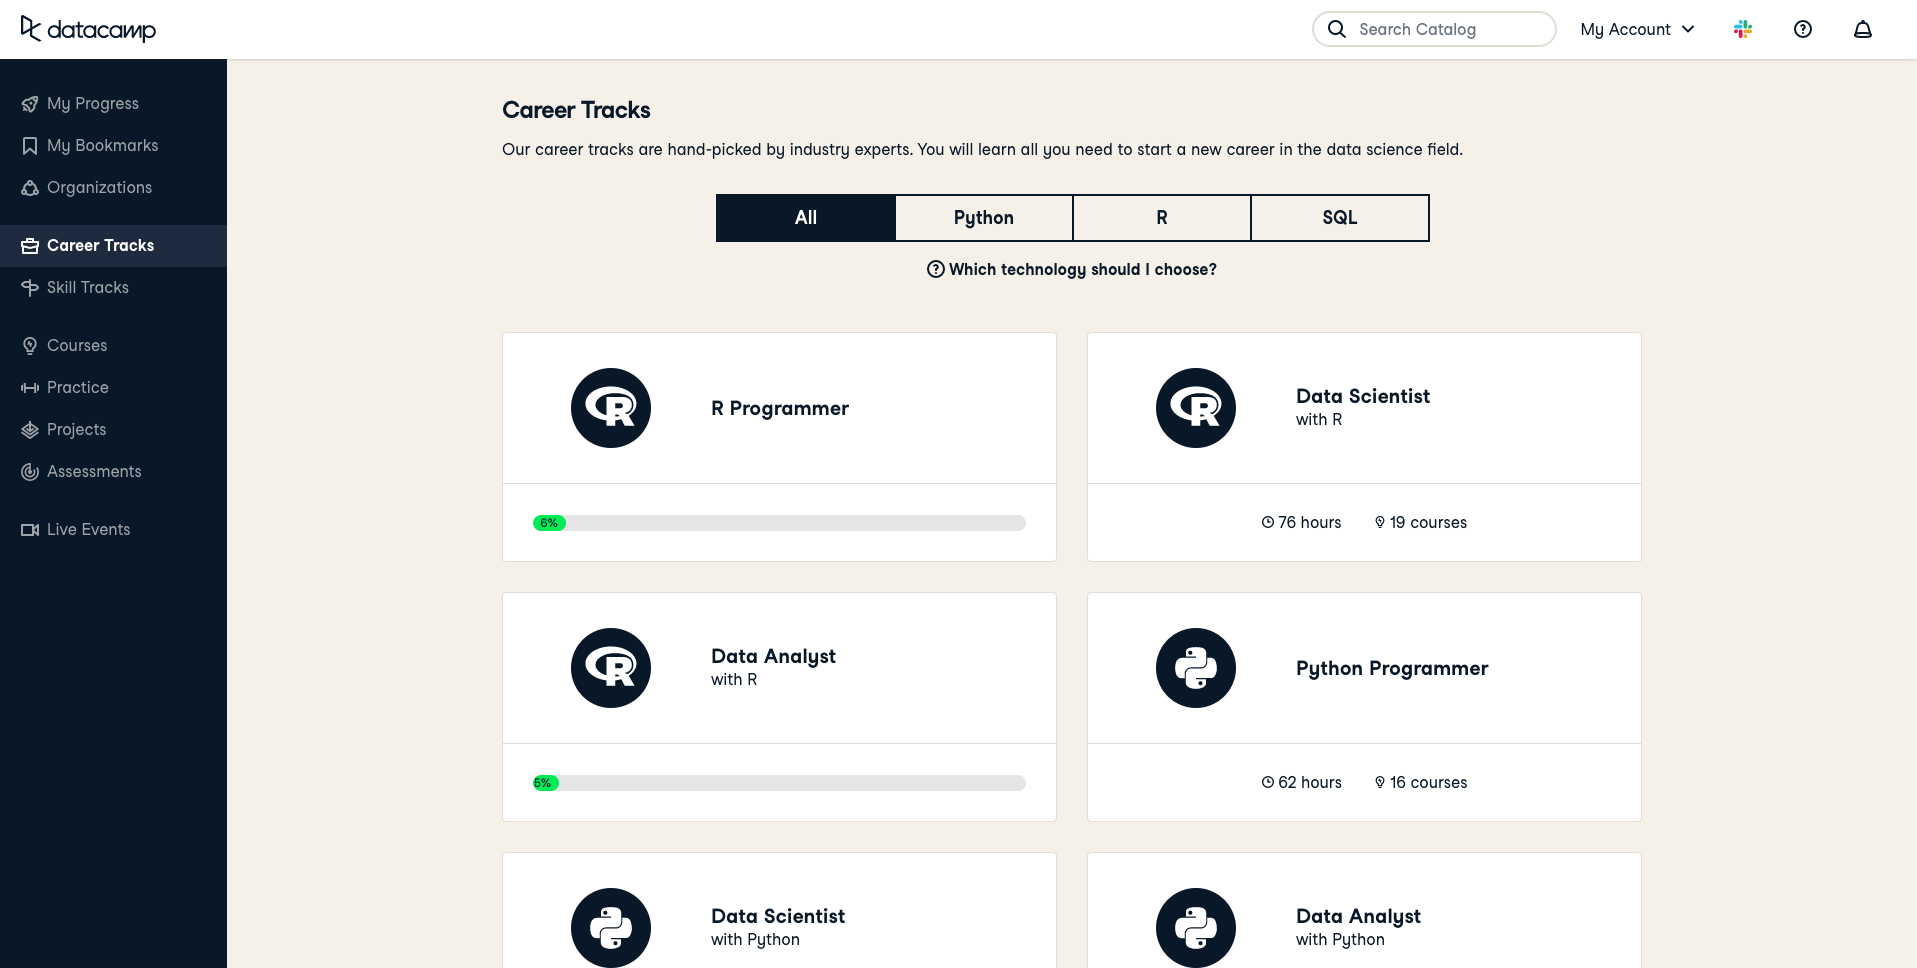 datacamp
Search Catalog
My Account
My Progress
My Bookmarks
Organizations
Career Tracks
Skill Tracks
Courses
Practice
Projects
Assessments
Live Events
Career Tracks
Our career tracks are hand-picked by industry experts. You will learn all you need to start a new career in the data science field.
All Python R SQL
Which technology should I choose?
R
R Programmer
6%
R
Data Scientist
with R
76 hours 19 courses
R
Data Analyst
with R
5%
Python Programmer
62 hours 16 courses
Data Scientist
with Python
Data Analyst
with Python